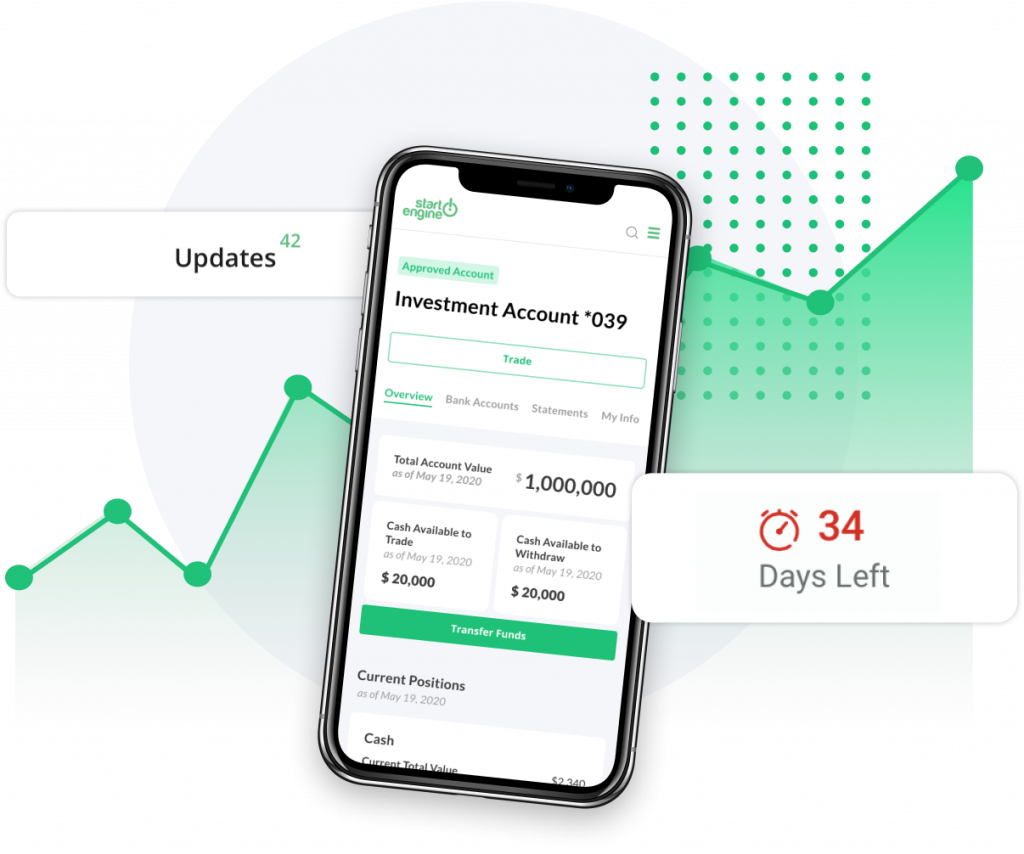 start
engine
Updates 42
Approved Account
Investment Account *039
Trade
Overview Bank Accounts Statements My Info
Total Account Value
as of May 19, 2020
$ 1,000,000
Cash Available to
Trade
as of May 19, 2020
$ 20,000
Cash Available to
Withdraw
as of May 19, 2020
$ 20,000
34
Days Left
Transfer Funds
Current Positions
as of May 19, 2020
Cash
Current Total Value
$2,340